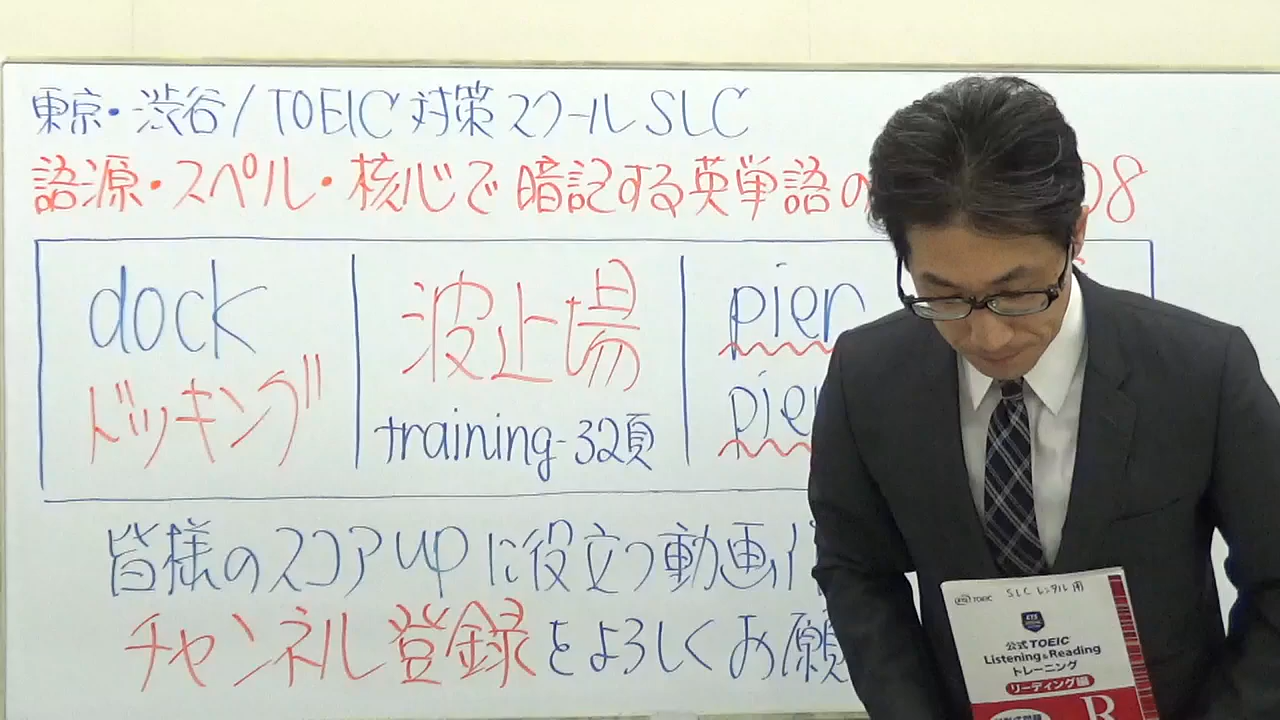 東京・渋谷/TOEIC対策スクールSLC
語源・スペル・核心で暗記する英単語の 08
dock
ドッキング
波止場
training-32頁
pier
pie
皆様のスコアUPに役立つ動画
チャンネル登録をよろしくお願
TOEIC SLCレンタル用
公式TOEIC
Listening & Reading
トレーニング
リーディング編
R